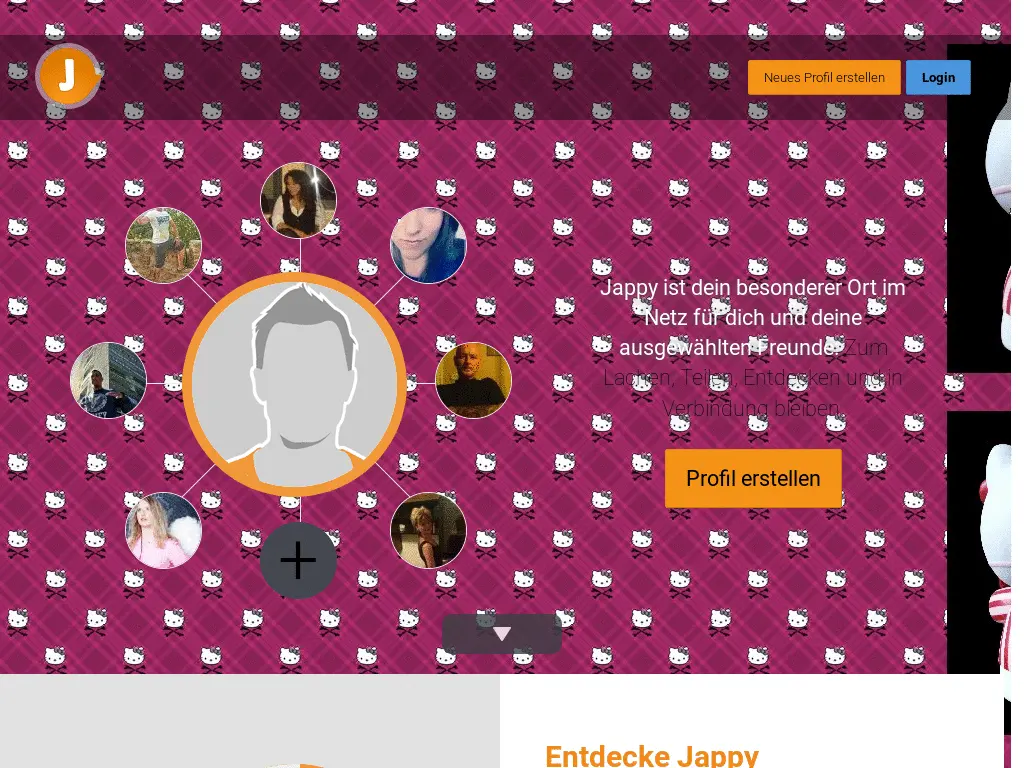 J
Neues Profil erstellen
Login
Jappy ist dein besonderer Ort im
Netz für dich und deine
ausgewählten Freunde. Zum
Lachen, Teilen, Entdecken und in
Verbindung bleiben.
Profil erstellen
Entdecke Jappy